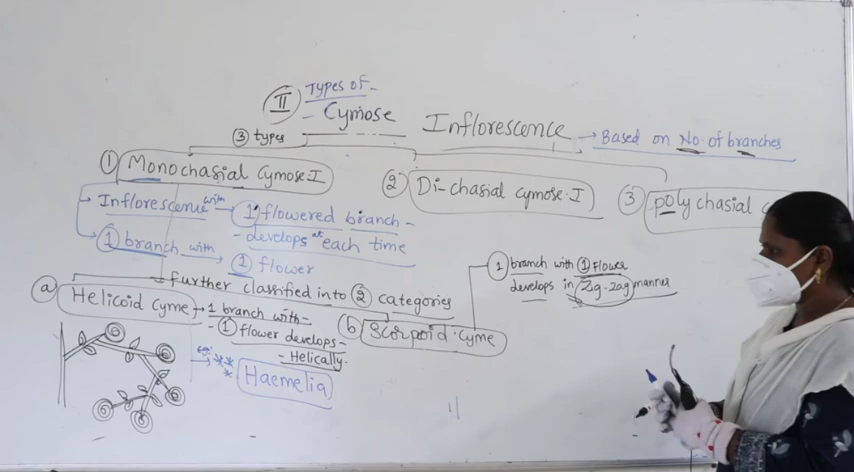 II Types of -
- Cymose Inflorescence → Based on No. of branches
③ types
① Monochasial Cymose.I
② Di-chasial Cymose.I
③ poly chasial
→ Inflorescence with → 1 flowered branch -
- develops at each time
→ ① branch with → ① flower
further classified into ② categories
ⓐ Helicoid Cyme → 1 branch with -
- ① flower develops -
- Helically.
eg: *** Haemelia
ⓑ Scorpoid Cyme
① branch with ① Flower
develops in Zig-zag manner